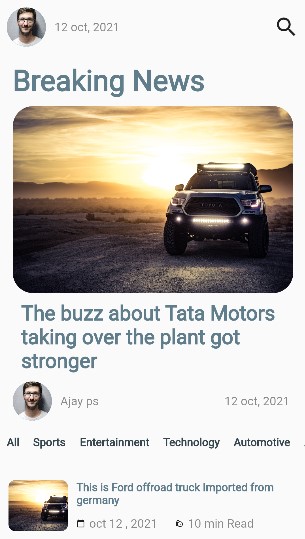 12 oct, 2021
Breaking News
The buzz about Tata Motors
taking over the plant got
stronger
Ajay ps
12 oct, 2021
All Sports Entertainment Technology Automotive
This is Ford offroad truck Imported from
germany
oct 12 , 2021
10 min Read